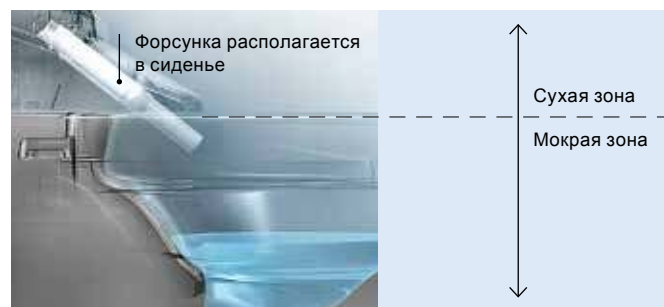 Форсунка располагается
в сиденье
Сухая зона
Мокрая зона